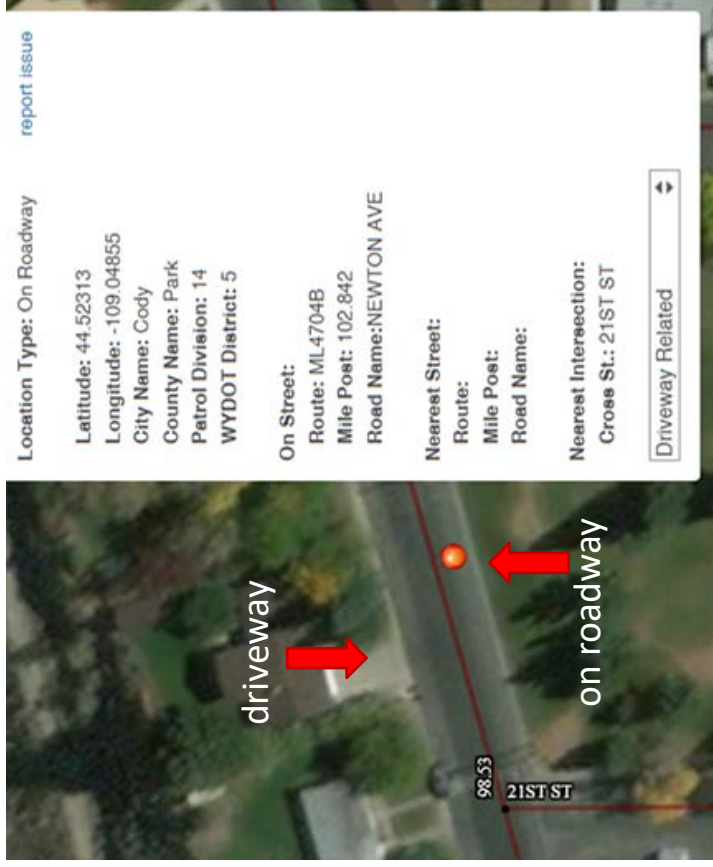 Location Type: On Roadway report issue
Latitude: 44.52313
Longitude: -109.04855
City Name: Cody
County Name: Park
Patrol Division: 14
WYDOT District: 5
On Street:
Route: ML4704B
Mile Post: 102.842
Road Name:NEWTON AVE
Nearest Street:
Route:
Mile Post:
Road Name:
Nearest Intersection:
Cross St.: 21ST ST
Driveway Related
driveway
on roadway
98.53
21ST ST